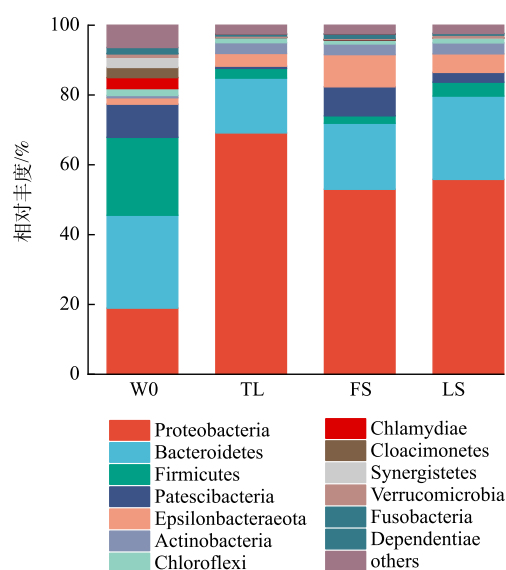 100
80
60
40
20
0
相对丰度/%
W0 TL FS LS
Proteobacteria
Bacteroidetes
Firmicutes
Patescibacteria
Epsilonbacteraeota
Actinobacteria
Chloroflexi
Chlamydiae
Cloacimonetes
Synergistetes
Verrucomicrobia
Fusobacteria
Dependentiae
others